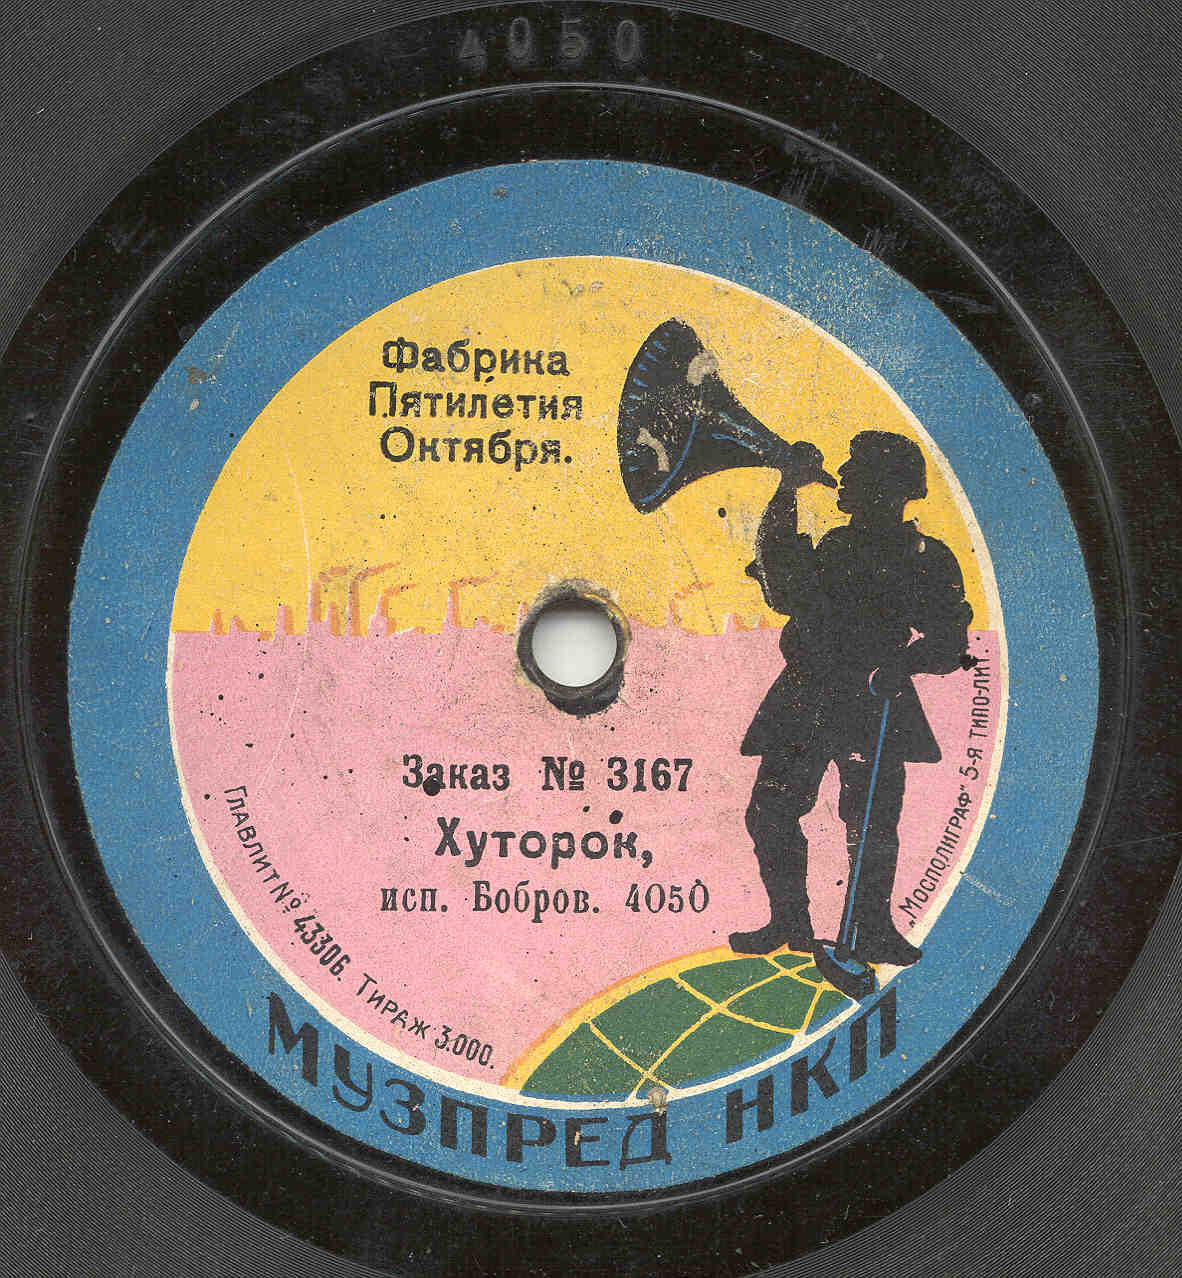 4050
Фабрика
Пятилетия
Октября.
Заказ № 3167
Хуторок,
исп. Бобров. 4050
Главлит № 43306. Тираж 3.000.
„Мосполиграф“ 5-я типо-лит.
МУЗПРЕД НКП